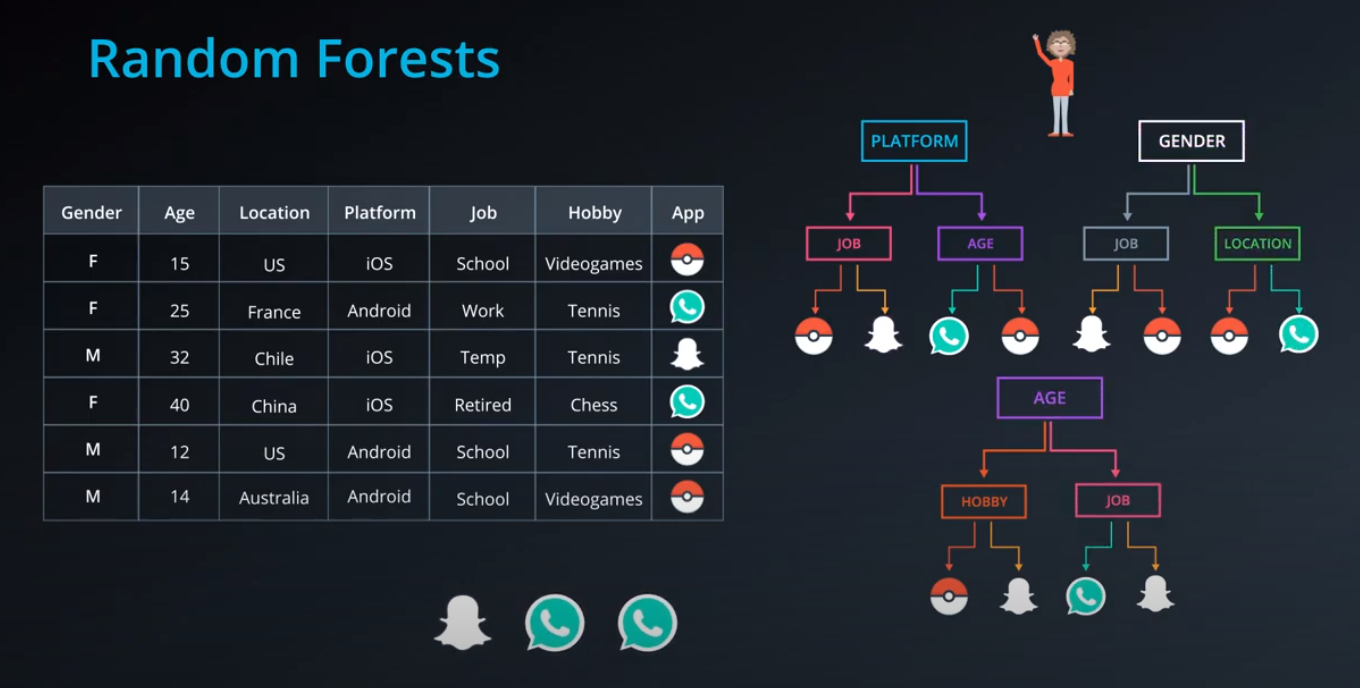 Random Forests
Gender Age Location Platform Job Hobby App
F 15 US iOS School Videogames
F 25 France Android Work Tennis
M 32 Chile iOS Temp Tennis
F 40 China iOS Retired Chess
M 12 US Android School Tennis
M 14 Australia Android School Videogames
PLATFORM GENDER
JOB AGE JOB LOCATION
AGE
HOBBY JOB